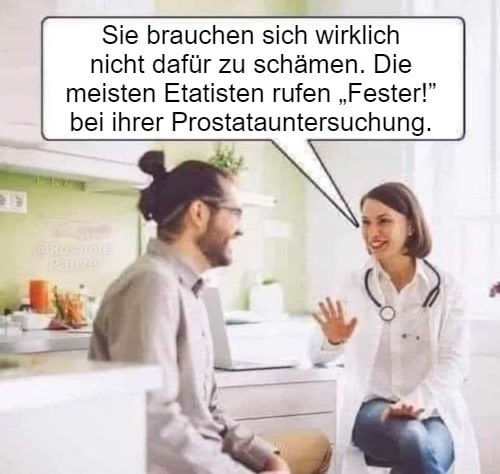 Sie brauchen sich wirklich
nicht dafür zu schämen. Die
meisten Etatisten rufen „Fester!”
bei ihrer Prostatauntersuchung.
@Rosarote
Panzer